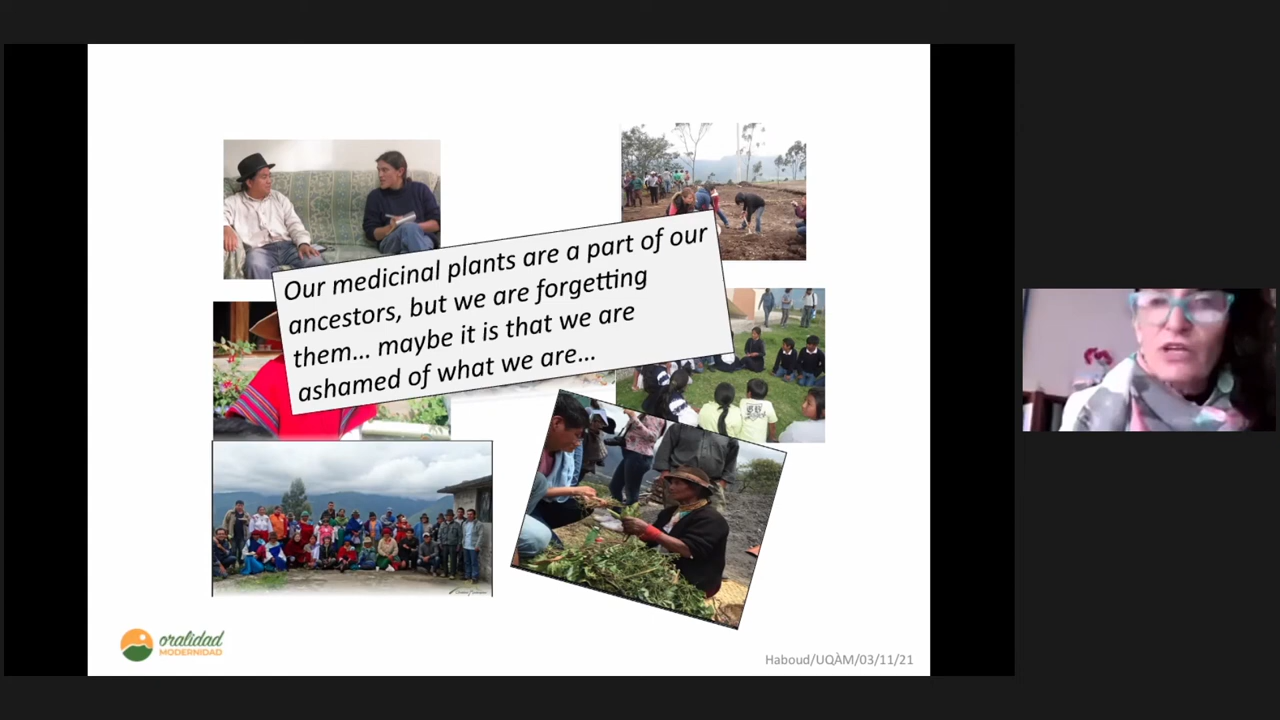 Our medicinal plants are a part of our
ancestors, but we are forgetting
them... maybe it is that we are
ashamed of what we are...
oralidad
MODERNIDAD
Haboud/UQÀM/03/11/21